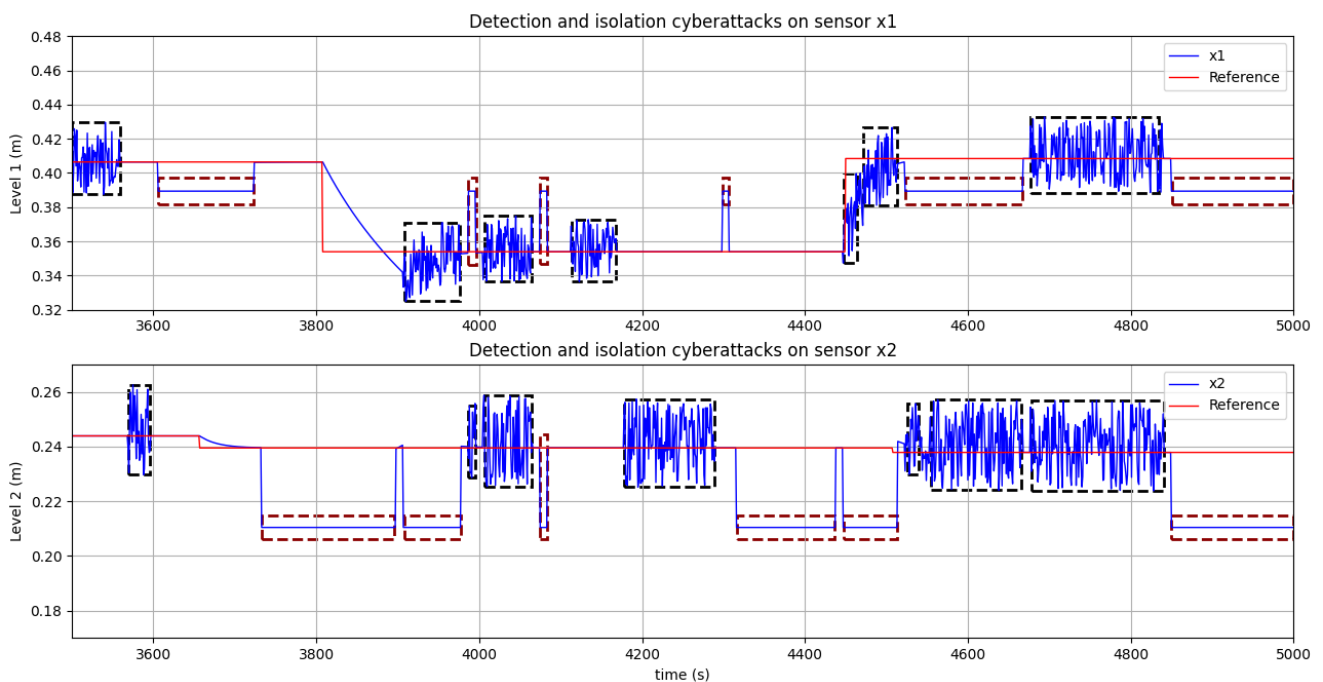 Detection and isolation cyberattacks on sensor x1
0.48
0.46
0.44
0.42
0.40
0.38
0.36
0.34
0.32
Level 1 (m)
x1
Reference
3600 3800 4000 4200 4400 4600 4800 5000
Detection and isolation cyberattacks on sensor x2
0.26
0.24
0.22
0.20
0.18
Level 2 (m)
x2
Reference
3600 3800 4000 4200 4400 4600 4800 5000
time (s)